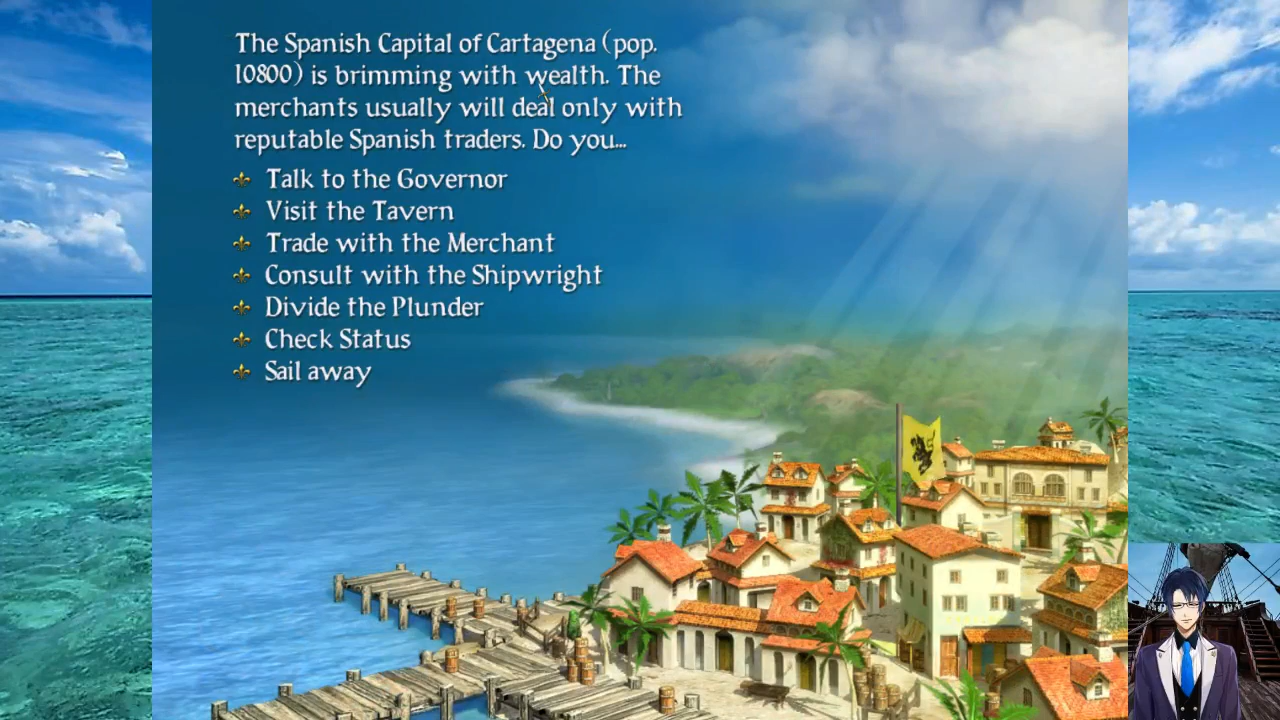 The Spanish Capital of Cartagena (pop.
10800) is brimming with wealth. The
merchants usually will deal only with
reputable Spanish traders. Do you...
Talk to the Governor
Visit the Tavern
Trade with the Merchant
Consult with the Shipwright
Divide the Plunder
Check Status
Sail away